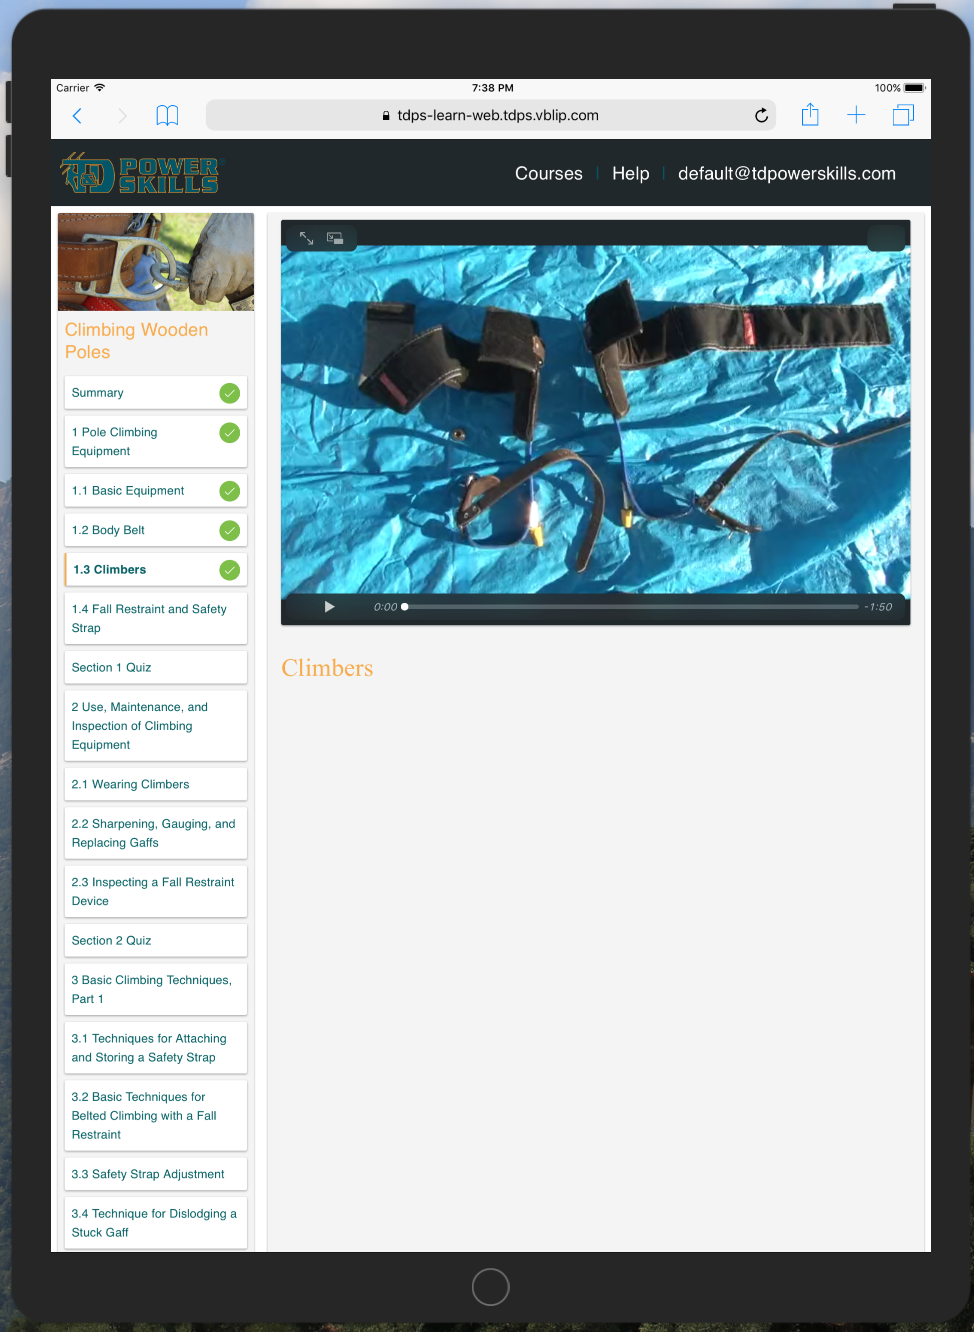 Carrier
7:38 PM
100%
tdps-learn-web.tdps.vblip.com
T&D POWER
SKILLS
Courses
Help
default@tdpowerskills.com
Climbing Wooden
Poles
Summary
1 Pole Climbing
Equipment
1.1 Basic Equipment
1.2 Body Belt
1.3 Climbers
1.4 Fall Restraint and Safety
Strap
Section 1 Quiz
2 Use, Maintenance, and
Inspection of Climbing
Equipment
2.1 Wearing Climbers
2.2 Sharpening, Gauging, and
Replacing Gaffs
2.3 Inspecting a Fall Restraint
Device
Section 2 Quiz
3 Basic Climbing Techniques,
Part 1
3.1 Techniques for Attaching
and Storing a Safety Strap
3.2 Basic Techniques for
Belted Climbing with a Fall
Restraint
3.3 Safety Strap Adjustment
3.4 Technique for Dislodging a
Stuck Gaff
0:00
-1:50
Climbers